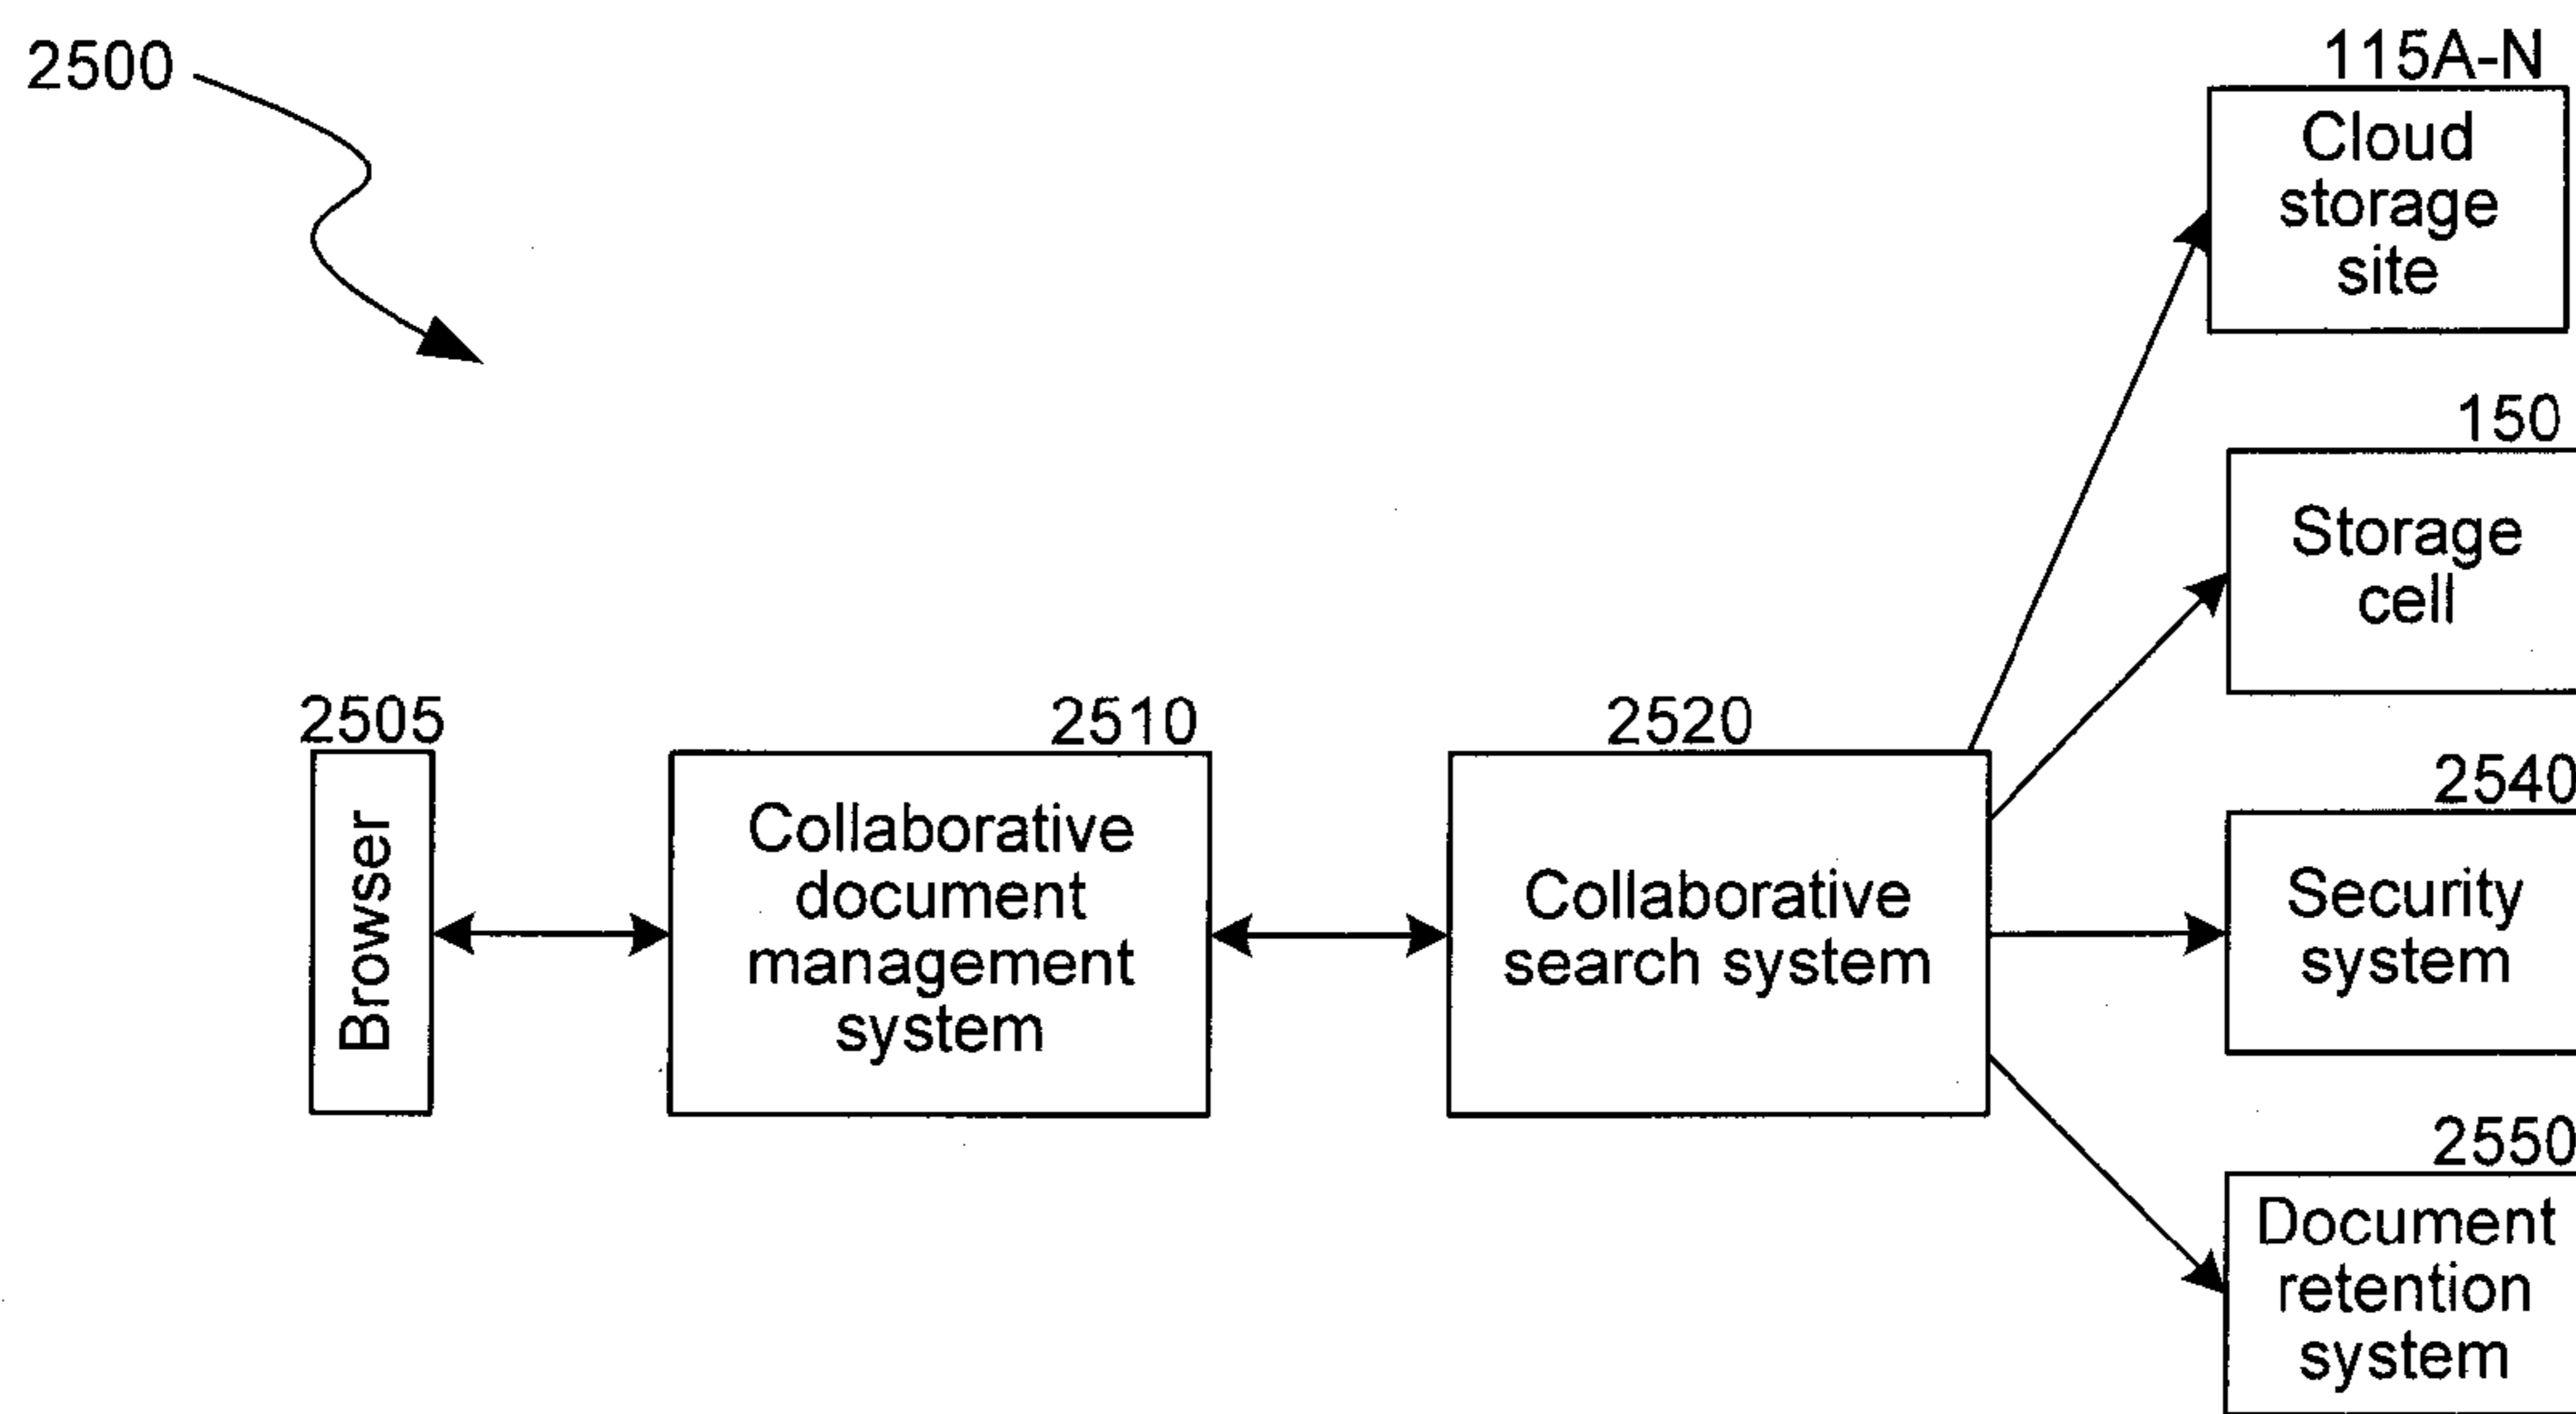 2500
115A-N
Cloud
storage
site
150
Storage
cell
2505
Browser
2510
Collaborative
document
management
system
2520
Collaborative
search system
2540
Security
system
2550
Document
retention
system